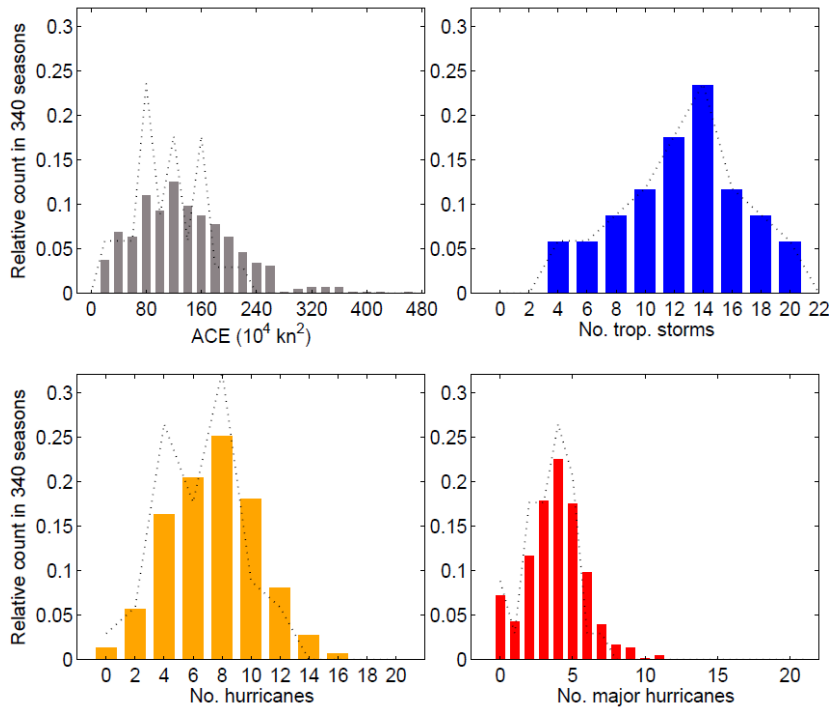 Relative count in 340 seasons
0.3
0.25
0.2
0.15
0.1
0.05
0
0 80 160 240 320 400 480
ACE (10⁴ kn²)
0.3
0.25
0.2
0.15
0.1
0.05
0
0 2 4 6 8 10 12 14 16 18 20 22
No. trop. storms
Relative count in 340 seasons
0.3
0.25
0.2
0.15
0.1
0.05
0
0 2 4 6 8 10 12 14 16 20
No. hurricanes
0.3
0.25
0.2
0.15
0.1
0.05
0
0 5 10 15 20
No. major hurricanes